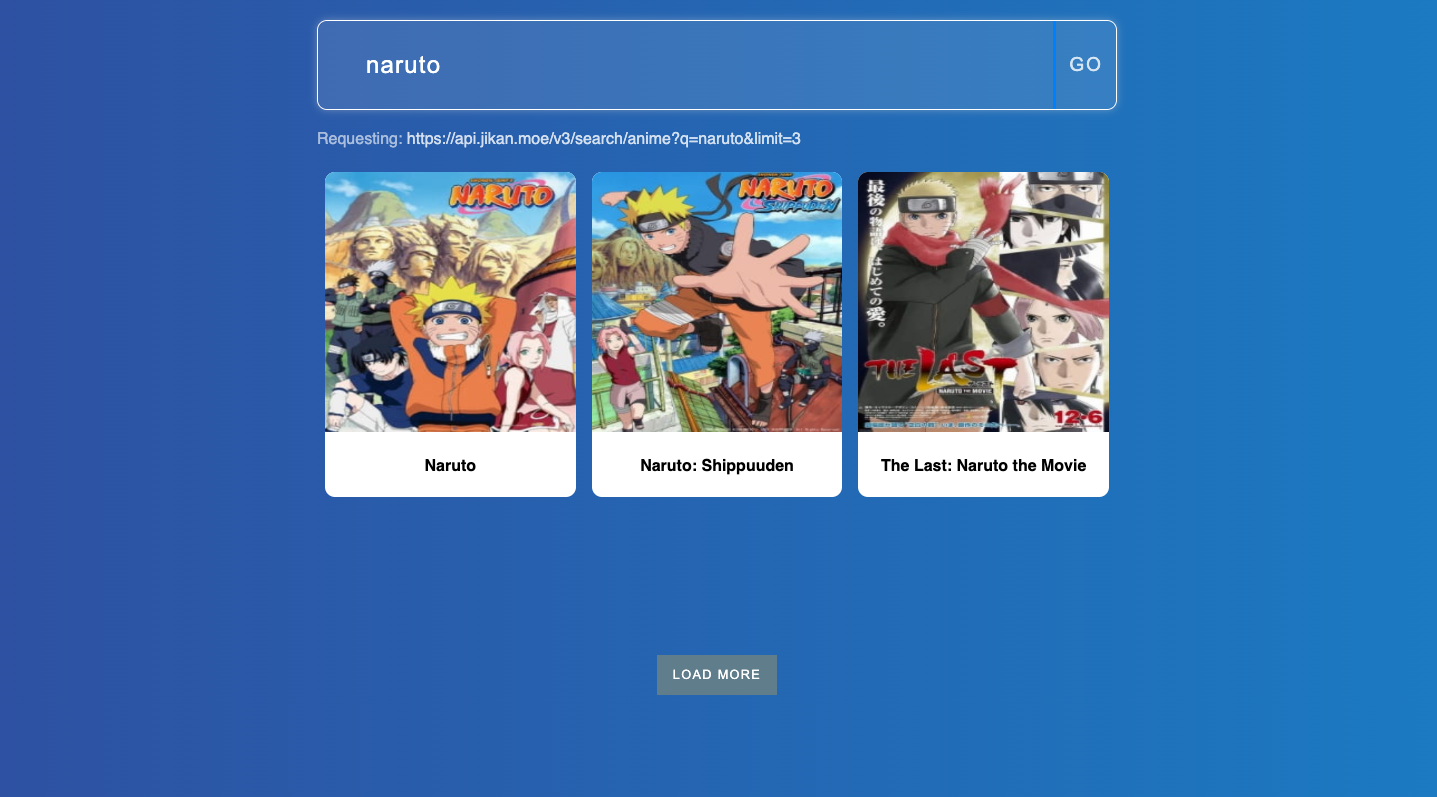 naruto
GO
Requesting: https://api.jikan.moe/v3/search/anime?q=naruto&limit=3
NARUTO
NARUTO
SHIPPUDEN
最後の物語は、はじめての愛。
THE LAST
NARUTO THE MOVIE
12.6
Naruto
Naruto: Shippuuden
The Last: Naruto the Movie
LOAD MORE